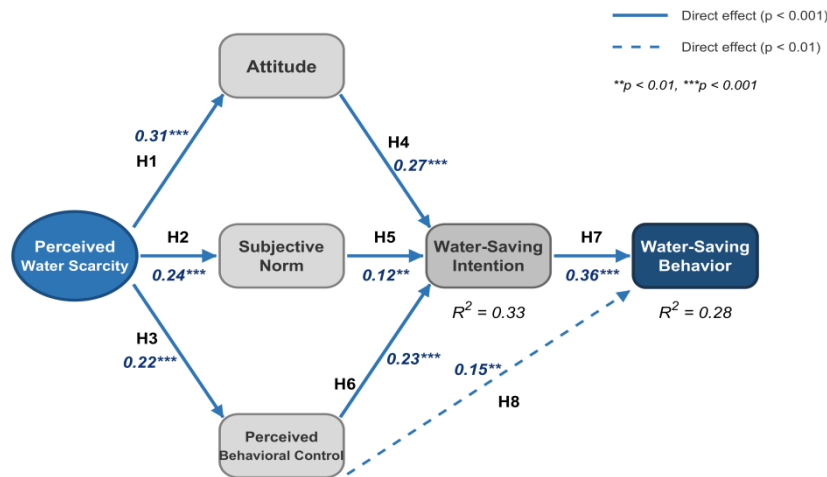 Direct effect (p < 0.001)
Direct effect (p < 0.01)
**p < 0.01, ***p < 0.001
Attitude
0.31***
H1
H4
0.27***
Perceived
Water Scarcity
H2
0.24***
Subjective
Norm
H5
0.12**
Water-Saving
Intention
H7
0.36***
Water-Saving
Behavior
R² = 0.33
R² = 0.28
H3
0.22***
0.23***
H6
0.15**
H8
Perceived
Behavioral Control